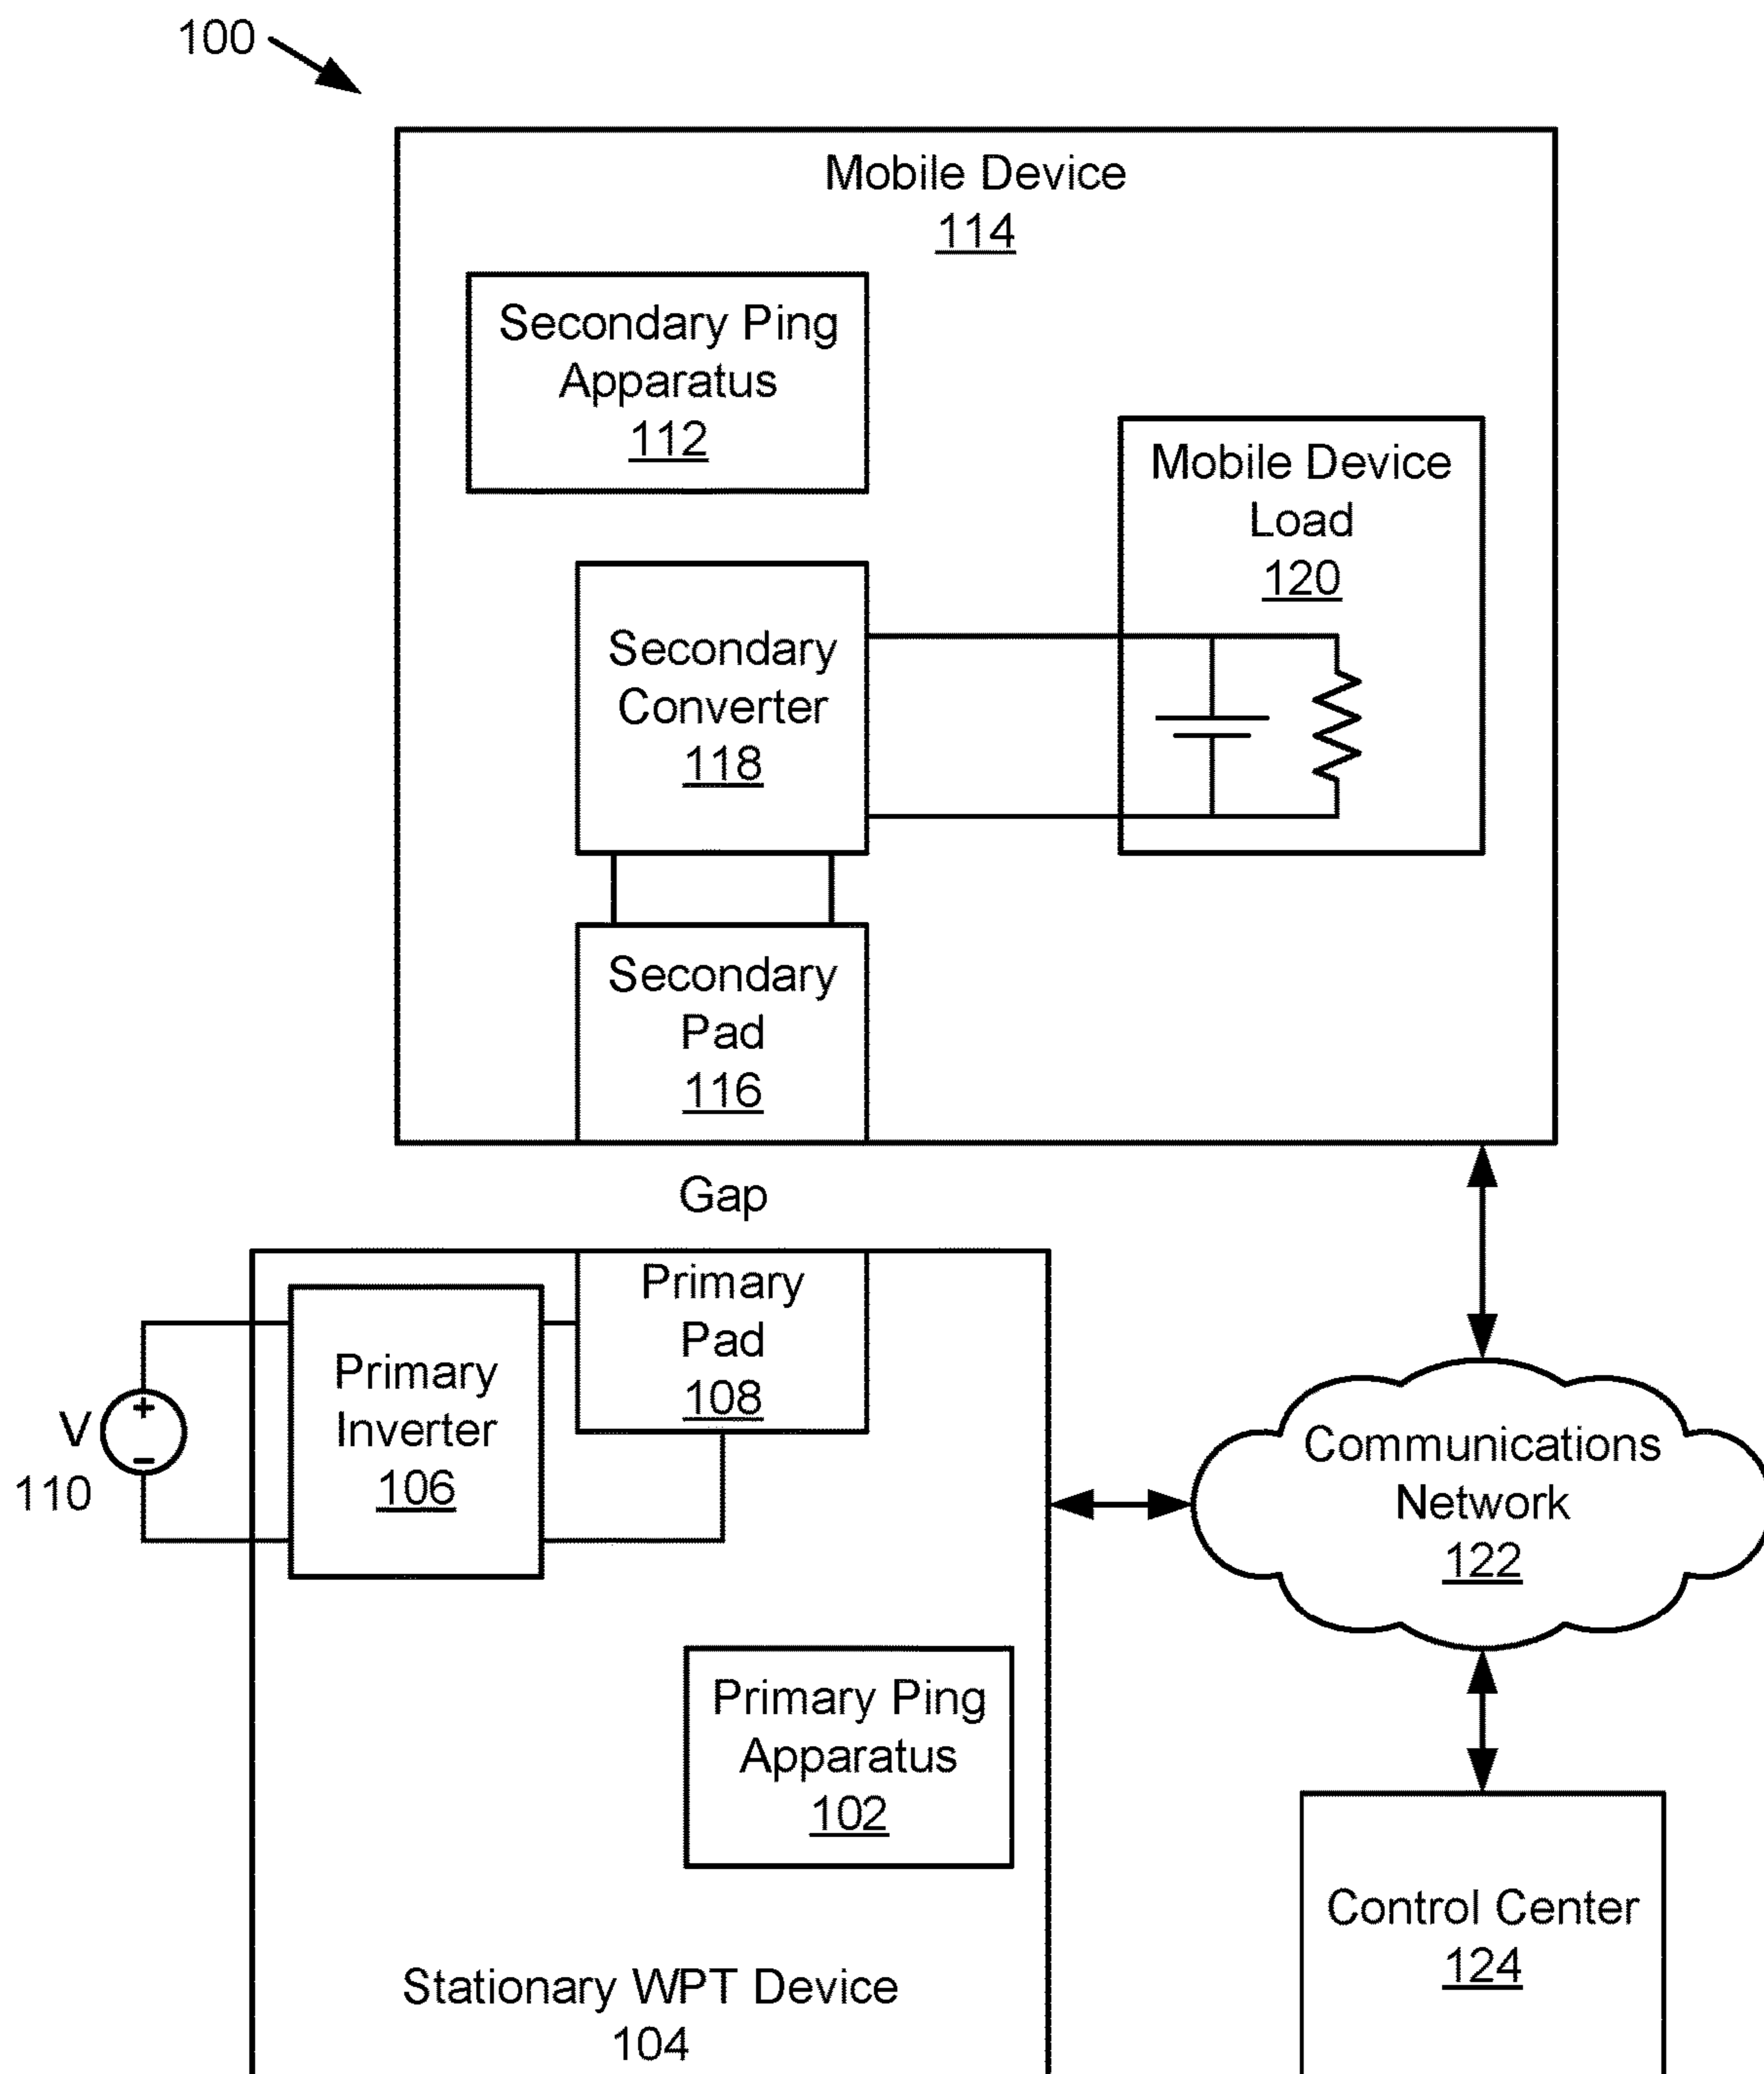 100
Mobile Device
114
Secondary Ping
Apparatus
112
Mobile Device
Load
120
Secondary
Converter
118
Secondary
Pad
116
Gap
Primary
Pad
108
Primary
Inverter
106
+
V
–
110
Communications
Network
122
Primary Ping
Apparatus
102
Control Center
124
Stationary WPT Device
104